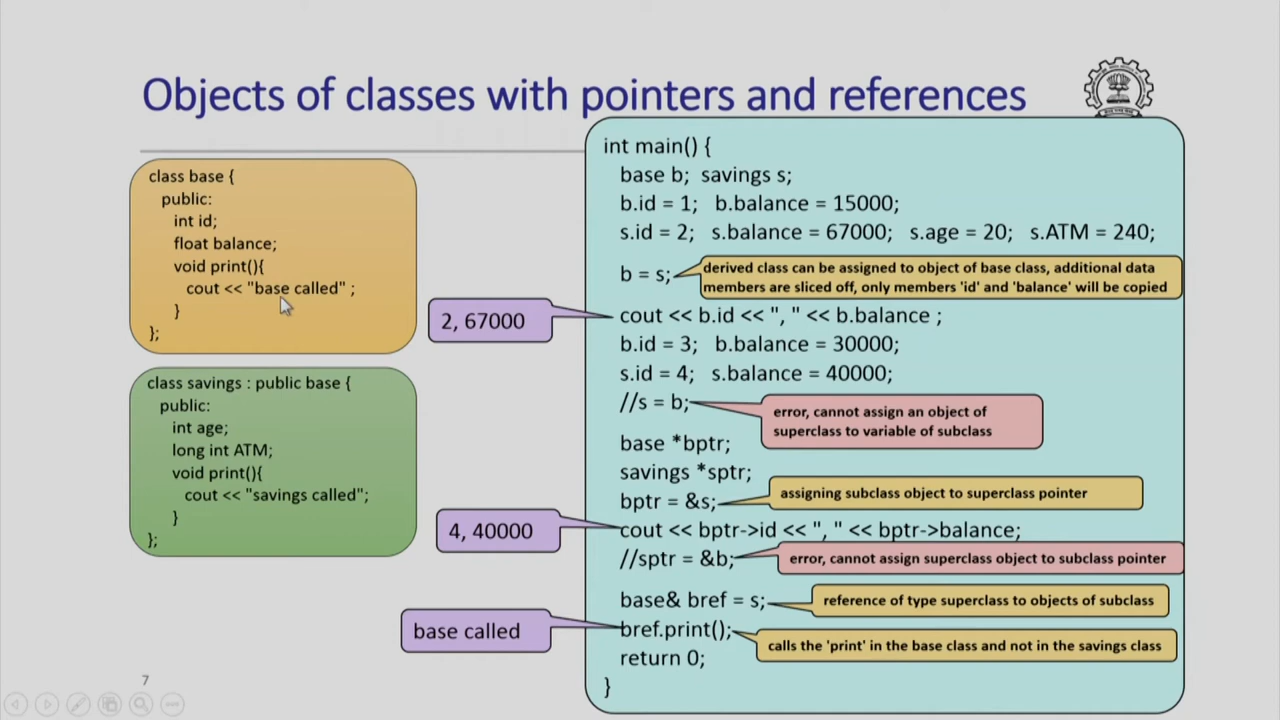 Objects of classes with pointers and references
class base {
public:
int id;
float balance;
void print(){
cout << "base called" ;
}
};
class savings : public base {
public:
int age;
long int ATM;
void print(){
cout << "savings called";
}
};
int main() {
base b;  savings s;
b.id = 1;  b.balance = 15000;
s.id = 2;  s.balance = 67000;  s.age = 20;  s.ATM = 240;
b = s;
derived class can be assigned to object of base class, additional data
members are sliced off, only members 'id' and 'balance' will be copied
2, 67000
cout << b.id << ", " << b.balance ;
b.id = 3;  b.balance = 30000;
s.id = 4;  s.balance = 40000;
//s = b;
error, cannot assign an object of
superclass to variable of subclass
base *bptr;
savings *sptr;
bptr = &s;
assigning subclass object to superclass pointer
4, 40000
cout << bptr->id << ", " << bptr->balance;
//sptr = &b;
error, cannot assign superclass object to subclass pointer
base& bref = s;
reference of type superclass to objects of subclass
base called
bref.print();
calls the 'print' in the base class and not in the savings class
return 0;
}
7